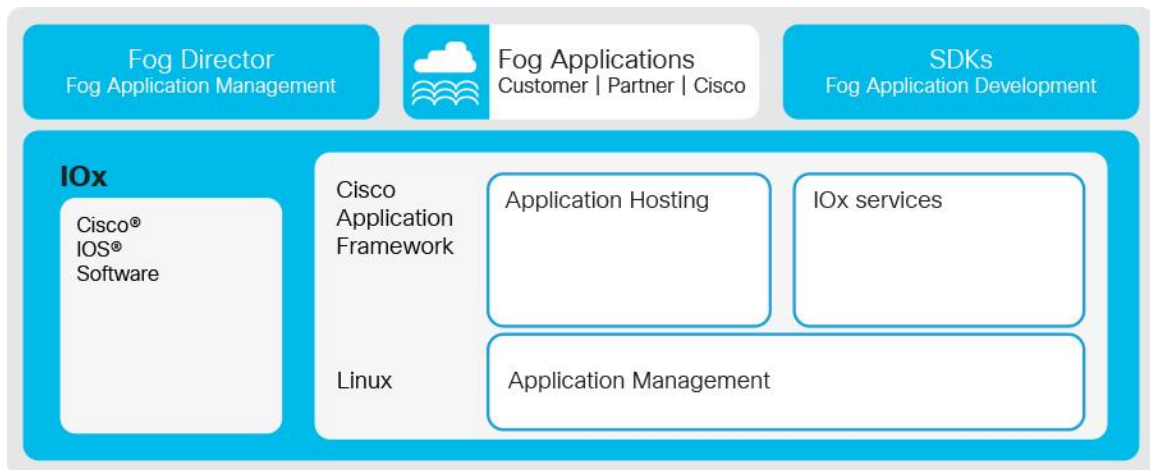 Fog Director
Fog Application Management
Fog Applications
Customer | Partner | Cisco
SDKs
Fog Application Development
IOx
Cisco®
IOS®
Software
Cisco
Application
Framework
Application Hosting
IOx services
Linux
Application Management